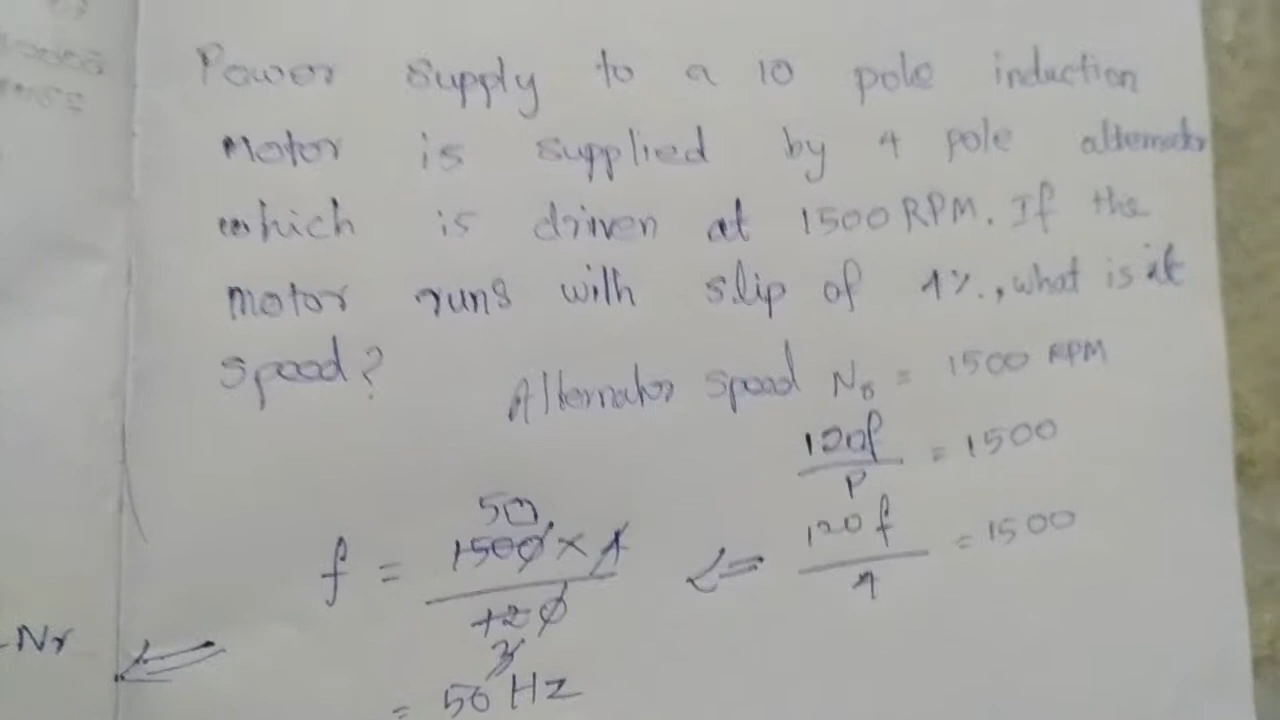 Power supply to a 10 pole induction
motor is supplied by 4 pole alternator
which is driven at 1500 RPM. If the
motor runs with slip of 4%., what is it
speed?
Alternator speed Ns = 1500 RPM
120f/P = 1500
120f/4 = 1500
<=
f = 1500 × 4/120
50
3
= 50 Hz
-Nr <=